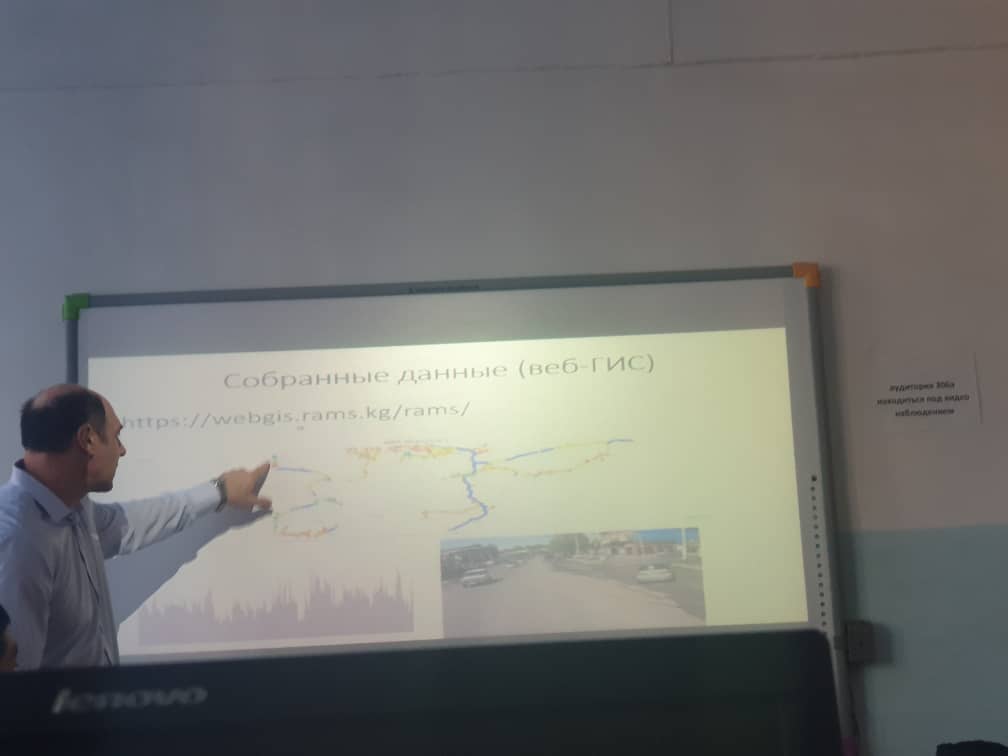 Собранные данные (веб-ГИС)
https://webgis.rams.kg/rams/
аудитория 306а
находиться под видео
наблюдением
lenovo